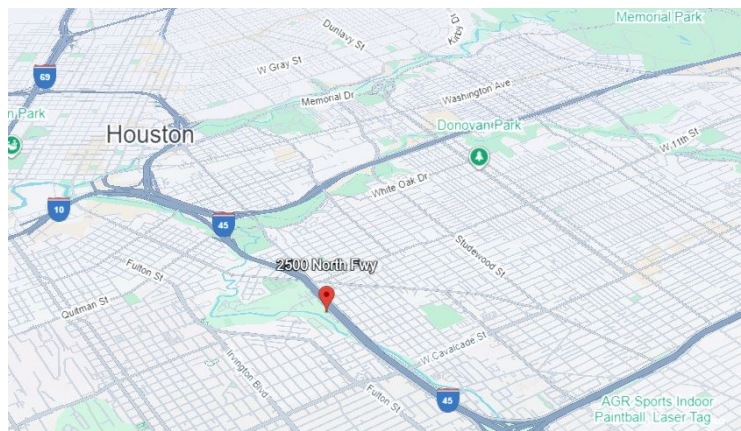 Memorial Park
Dunlavy St
Kirby Dr
W Gray St
69
Washington Ave
Memorial Dr
n Park
Donovan Park
Houston
W 11th St
White Oak Dr
10
45
2500 North Fwy
Studewood St
Fulton St
Quitman St
W Cavalcade St
Irvington Blvd
Fulton St
45
AGR Sports Indoor
Paintball Laser Tag